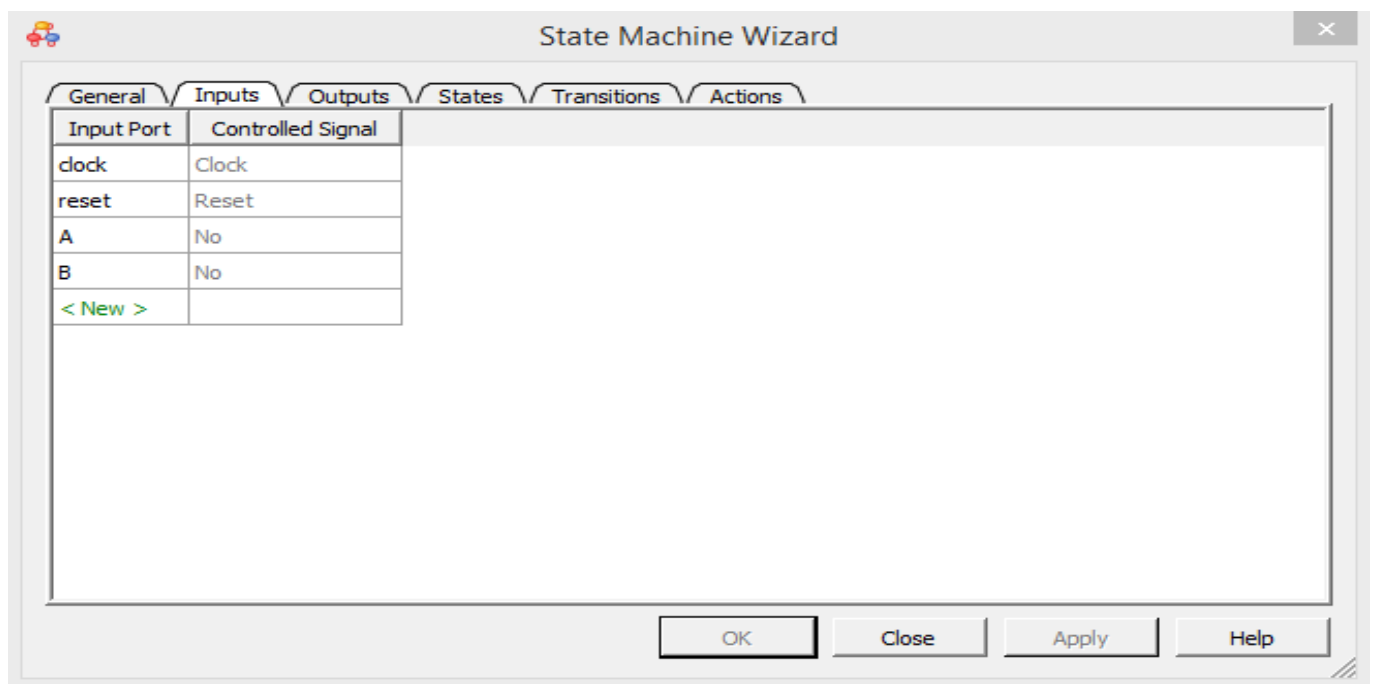 State Machine Wizard
General Inputs Outputs States Transitions Actions
Input Port Controlled Signal
clock Clock
reset Reset
A No
B No
< New >
OK Close Apply Help